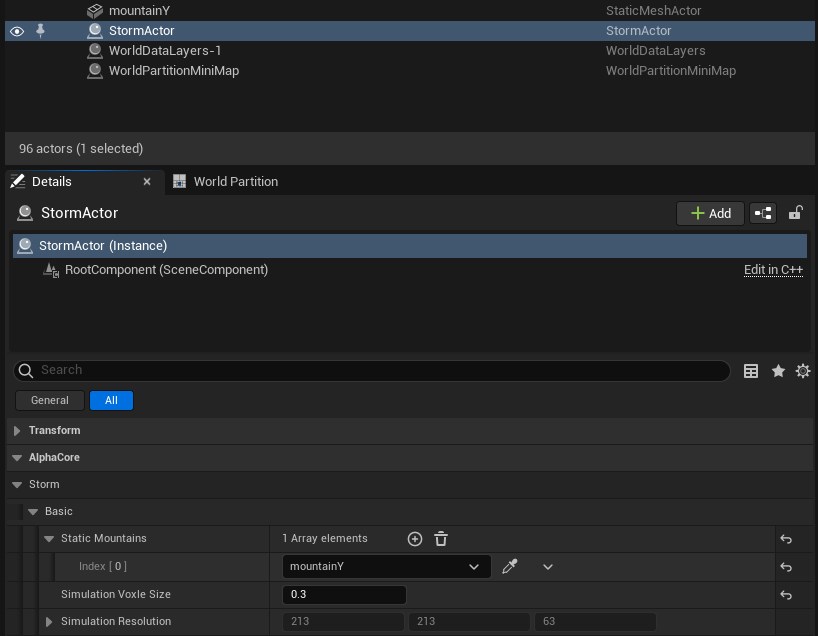 mountainY StaticMeshActor
StormActor StormActor
WorldDataLayers-1 WorldDataLayers
WorldPartitionMiniMap WorldPartitionMiniMap
96 actors (1 selected)
Details World Partition
StormActor Add
StormActor (Instance)
RootComponent (SceneComponent) Edit in C++
Search
General All
Transform
AlphaCore
Storm
Basic
Static Mountains 1 Array elements
Index [ 0 ] mountainY
Simulation Voxle Size 0.3
Simulation Resolution 213 213 63